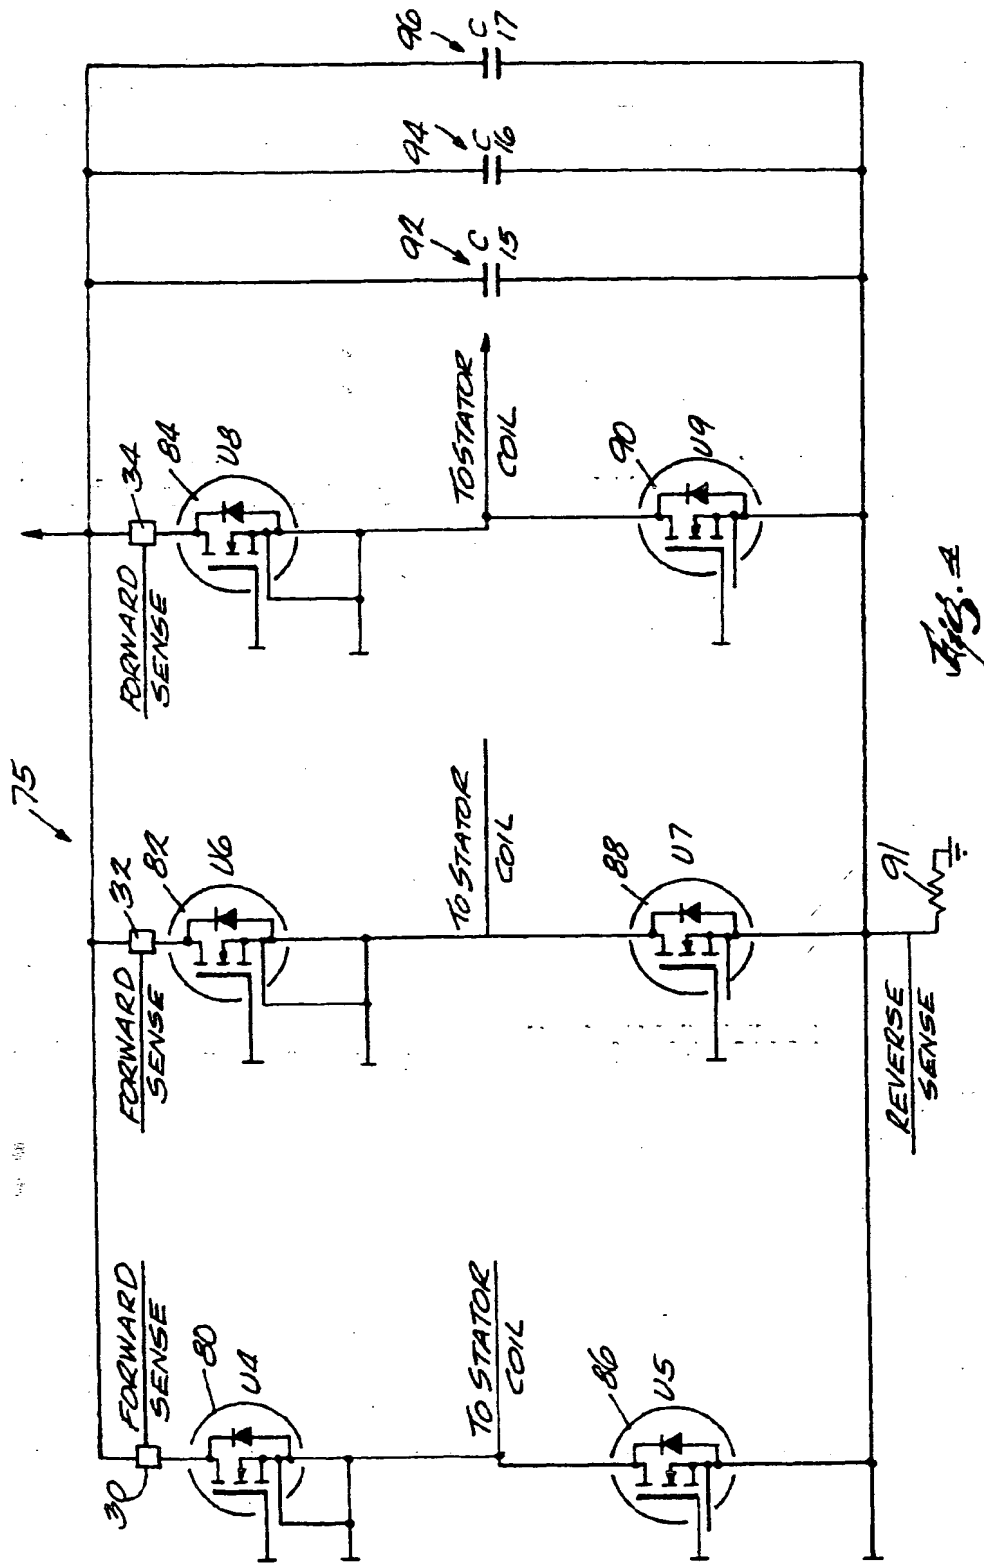 75
FORWARD
SENSE
30
80
U4
FORWARD
SENSE
32
82
U6
FORWARD
SENSE
34
84
U8
TO STATOR
COIL
TO STATOR
COIL
TO STATOR
COIL
92
C
15
94
C
16
96
C
17
86
U5
88
U7
90
U9
REVERSE
SENSE
91
Fig. 4